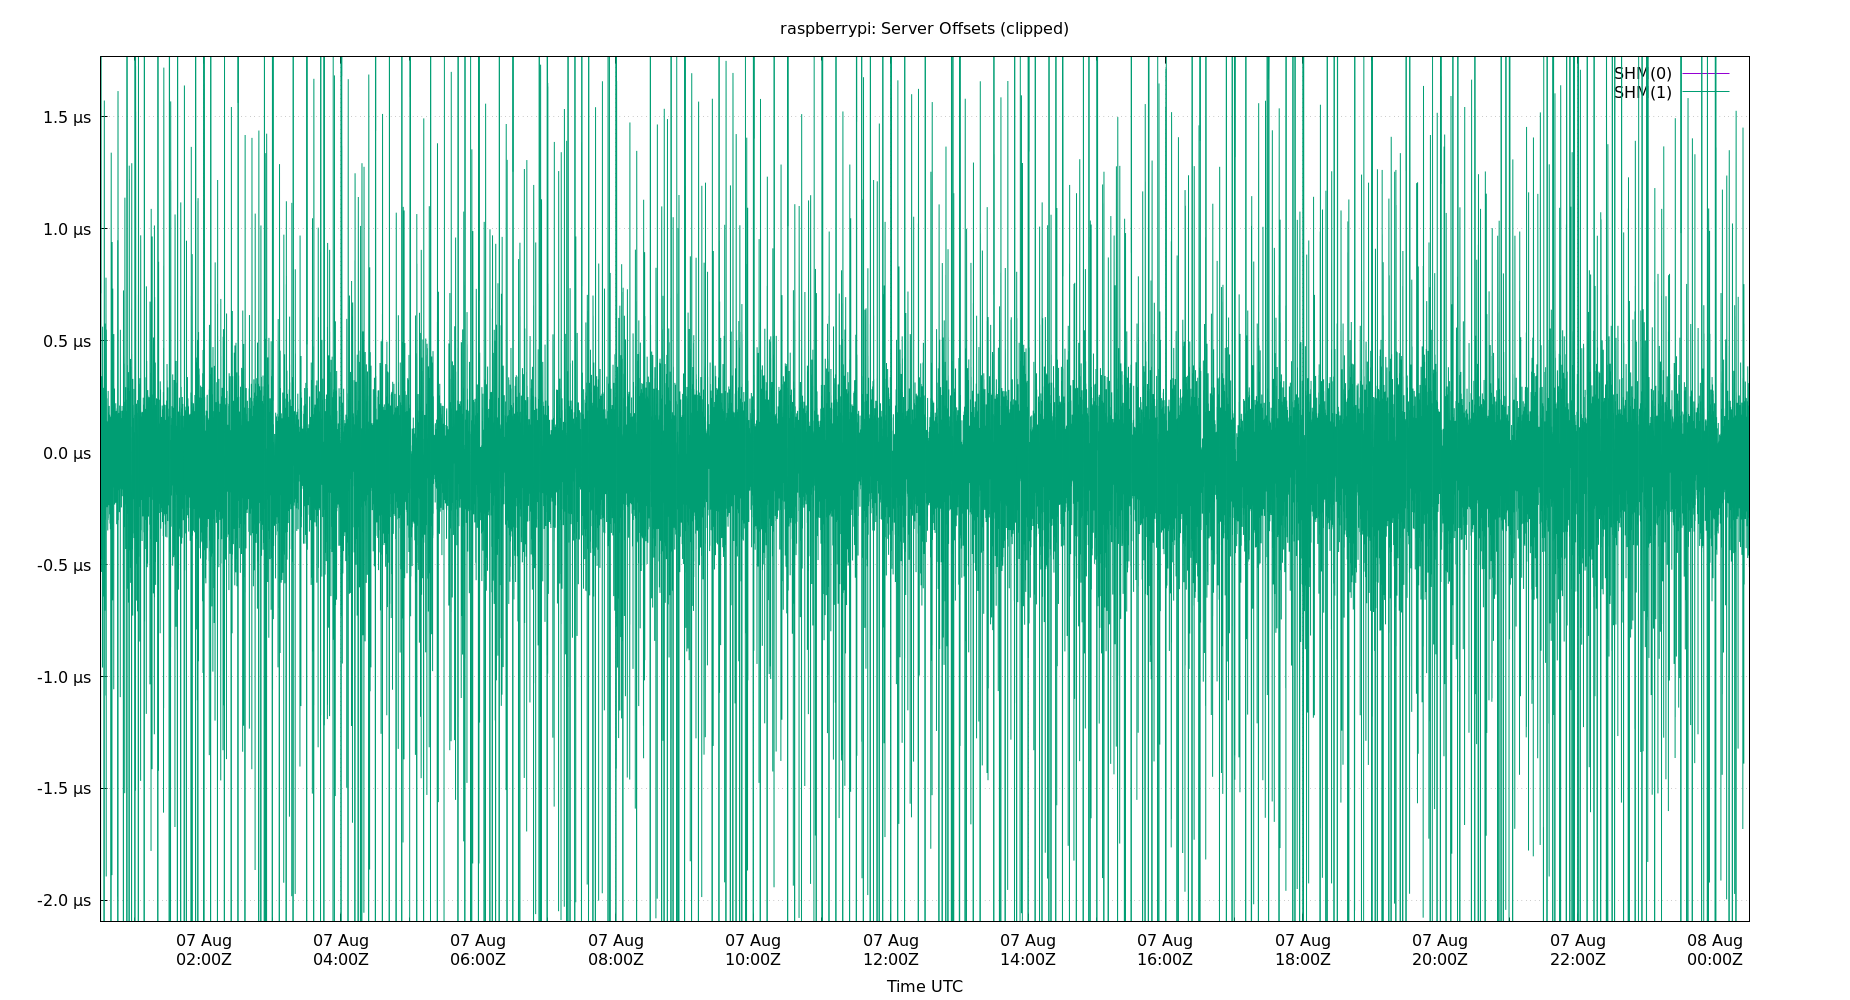 raspberrypi: Server Offsets (clipped)
SHM(0)
SHM(1)
1.5 µs
1.0 µs
0.5 µs
0.0 µs
-0.5 µs
-1.0 µs
-1.5 µs
-2.0 µs
07 Aug 07 Aug 07 Aug 07 Aug 07 Aug 07 Aug 07 Aug 07 Aug 07 Aug 07 Aug 07 Aug 08 Aug
02:00Z 04:00Z 06:00Z 08:00Z 10:00Z 12:00Z 14:00Z 16:00Z 18:00Z 20:00Z 22:00Z 00:00Z
Time UTC